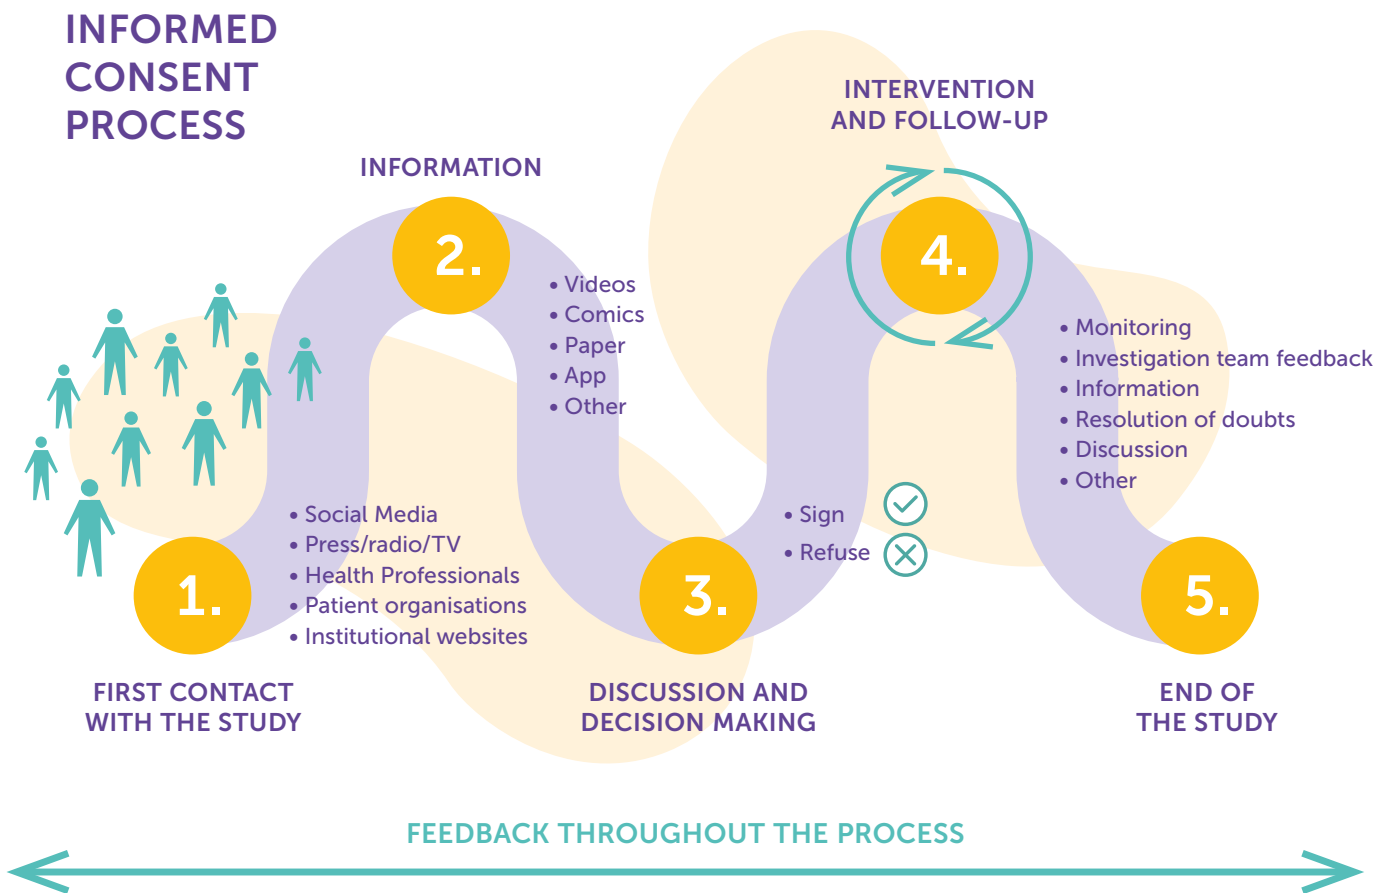 INFORMED
CONSENT
PROCESS
INFORMATION
2.
• Videos
• Comics
• Paper
• App
• Other
INTERVENTION
AND FOLLOW-UP
4.
• Monitoring
• Investigation team feedback
• Information
• Resolution of doubts
• Discussion
• Other
• Social Media
• Press/radio/TV
• Health Professionals
• Patient organisations
• Institutional websites
1.
FIRST CONTACT
WITH THE STUDY
• Sign
• Refuse
3.
DISCUSSION AND
DECISION MAKING
5.
END OF
THE STUDY
FEEDBACK THROUGHOUT THE PROCESS